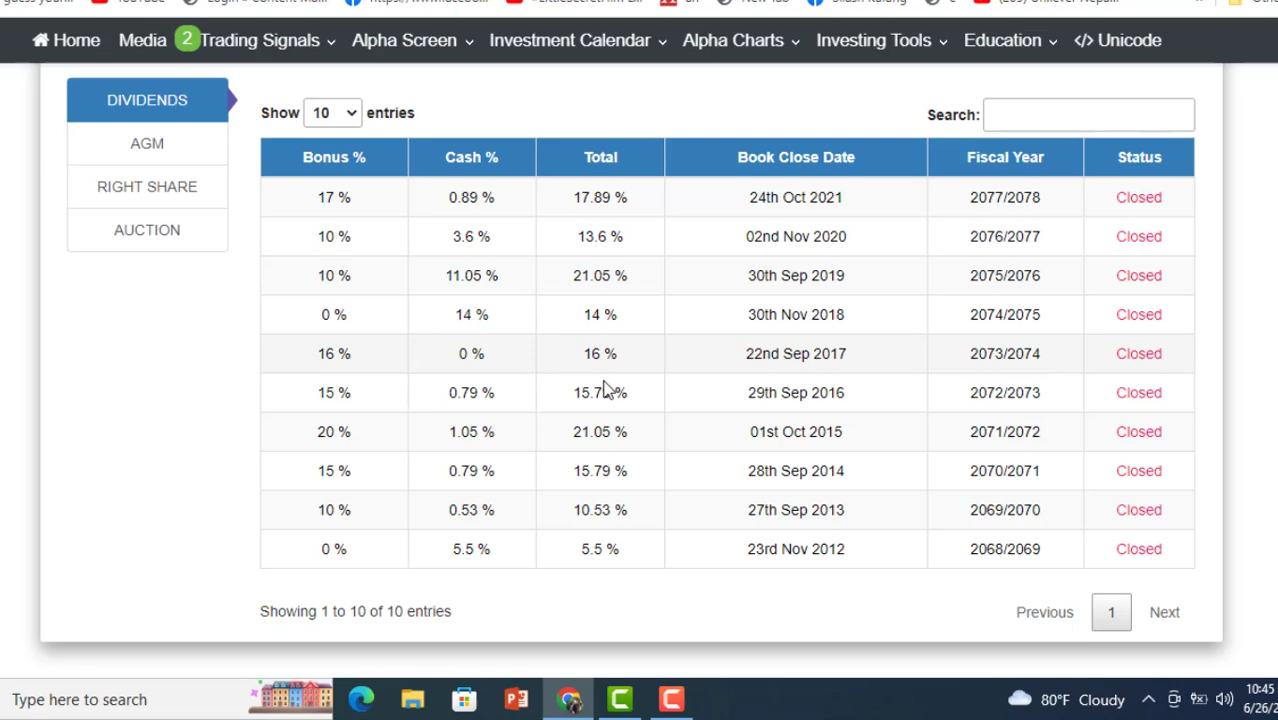 Home Media 2 Trading Signals Alpha Screen Investment Calendar Alpha Charts Investing Tools Education </> Unicode
DIVIDENDS
AGM
RIGHT SHARE
AUCTION
Show 10 entries Search:
Bonus % Cash % Total Book Close Date Fiscal Year Status
17 % 0.89 % 17.89 % 24th Oct 2021 2077/2078 Closed
10 % 3.6 % 13.6 % 02nd Nov 2020 2076/2077 Closed
10 % 11.05 % 21.05 % 30th Sep 2019 2075/2076 Closed
0 % 14 % 14 % 30th Nov 2018 2074/2075 Closed
16 % 0 % 16 % 22nd Sep 2017 2073/2074 Closed
15 % 0.79 % 15.79 % 29th Sep 2016 2072/2073 Closed
20 % 1.05 % 21.05 % 01st Oct 2015 2071/2072 Closed
15 % 0.79 % 15.79 % 28th Sep 2014 2070/2071 Closed
10 % 0.53 % 10.53 % 27th Sep 2013 2069/2070 Closed
0 % 5.5 % 5.5 % 23rd Nov 2012 2068/2069 Closed
Showing 1 to 10 of 10 entries Previous 1 Next
Type here to search 80°F Cloudy 10:45
6/26/2